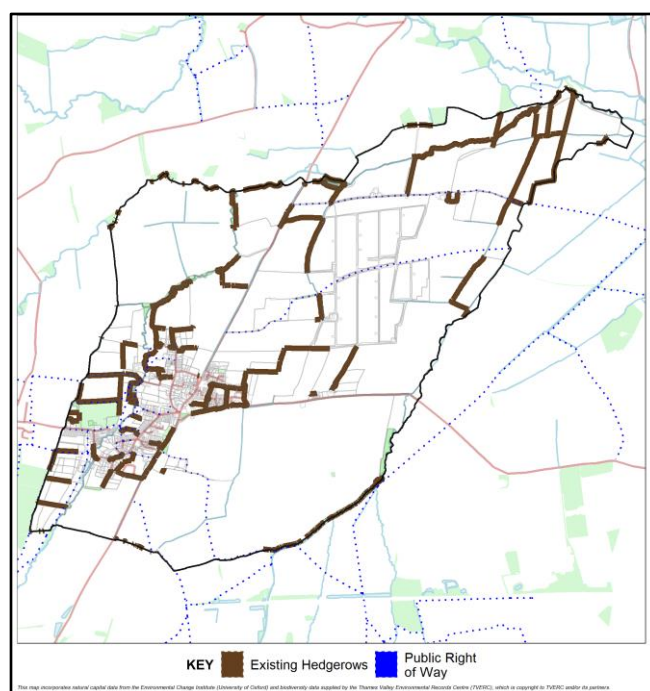 KEY Existing Hedgerows Public Right
of Way
This map incorporates natural capital data from the Environmental Change Institute (University of Oxford) and biodiversity data supplied by the Thames Valley Environmental Records Centre (TVERC), which is copyright to TVERC and/or its partners